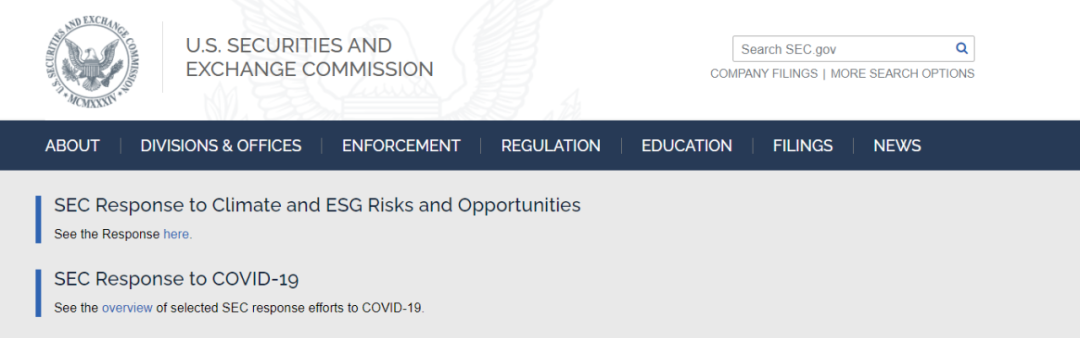 U.S. SECURITIES AND EXCHANGE COMMISSION
MCMXXXIV
U.S. SECURITIES AND
EXCHANGE COMMISSION
Search SEC.gov
COMPANY FILINGS | MORE SEARCH OPTIONS
ABOUT
DIVISIONS & OFFICES
ENFORCEMENT
REGULATION
EDUCATION
FILINGS
NEWS
SEC Response to Climate and ESG Risks and Opportunities
See the Response here.
SEC Response to COVID-19
See the overview of selected SEC response efforts to COVID-19.